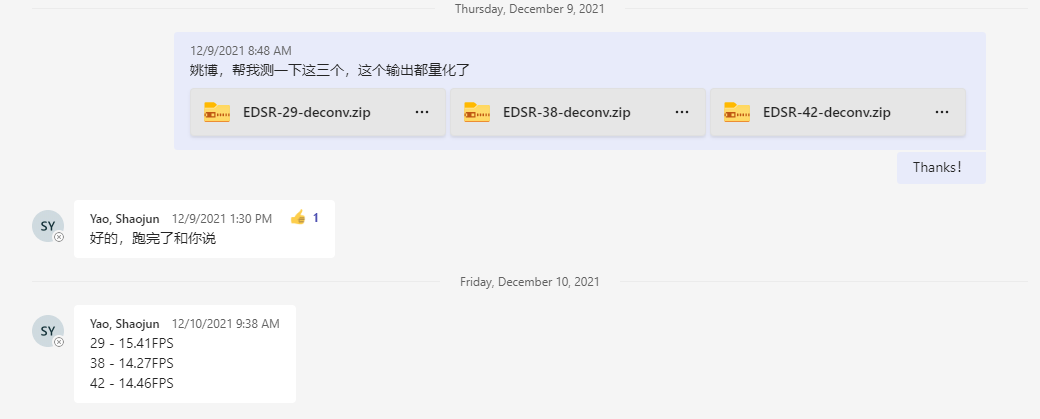 Thursday, December 9, 2021
12/9/2021 8:48 AM
姚博，帮我测一下这三个，这个输出都量化了
EDSR-29-deconv.zip ... EDSR-38-deconv.zip ... EDSR-42-deconv.zip ...
Thanks!
SY
Yao, Shaojun 12/9/2021 1:30 PM 👍 1
好的，跑完了和你说
Friday, December 10, 2021
SY
Yao, Shaojun 12/10/2021 9:38 AM
29 - 15.41FPS
38 - 14.27FPS
42 - 14.46FPS